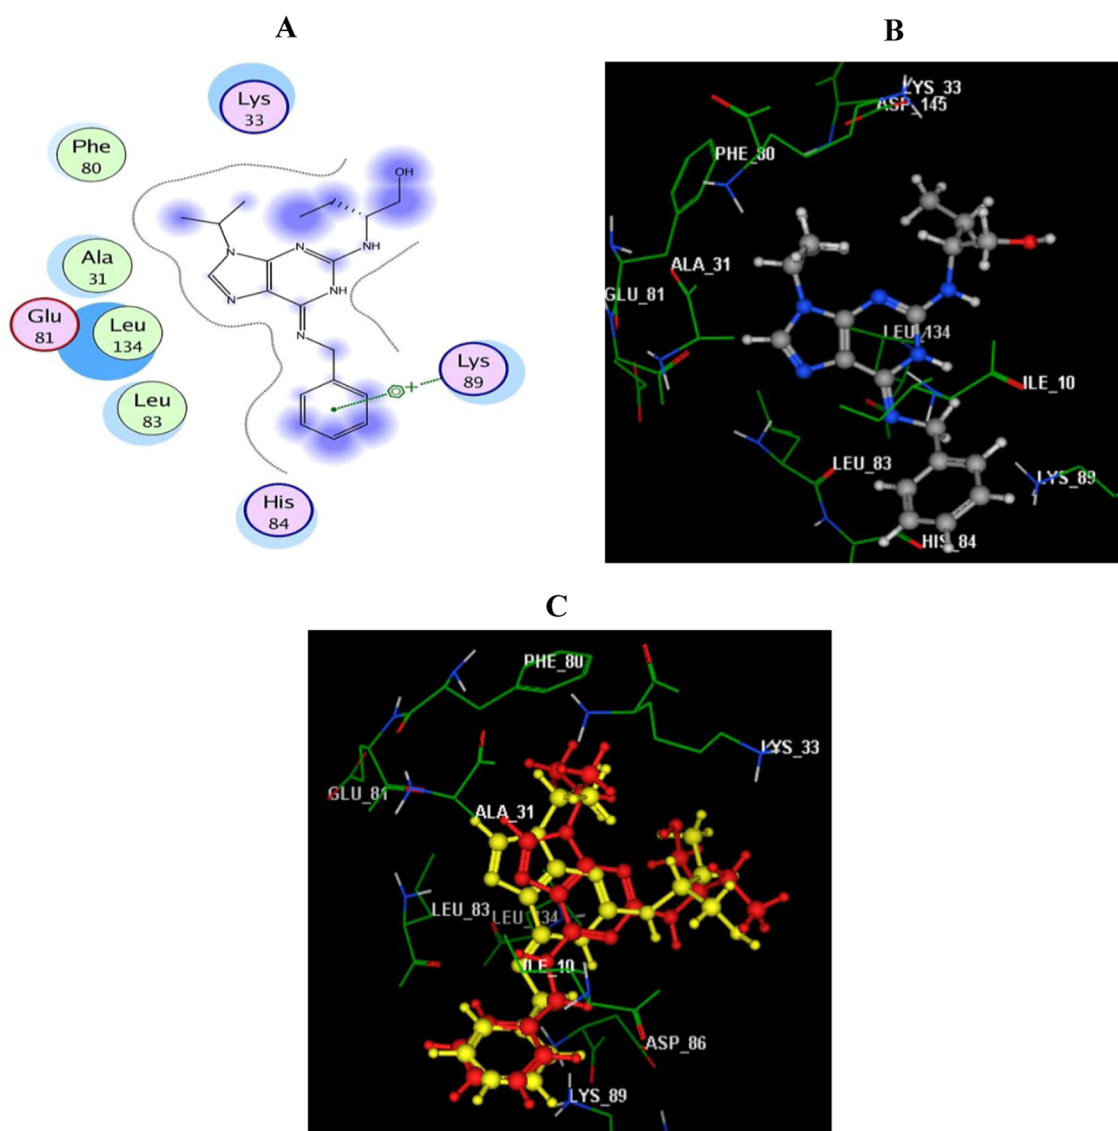 A
Lys
33
Phe
80
OH
N
N
NH
Ala
31
N
NH
N
Glu
81
Leu
134
Lys
89
Leu
83
His
84
B
LYS_33
ASP_145
PHE_80
ALA_31
GLU_81
LEU_134
ILE_10
LEU_83
LYS_89
HIS_84
C
PHE_80
LYS_33
GLU_81
ALA_31
LEU_83
LEU_134
ILE_10
ASP_86
LYS_89